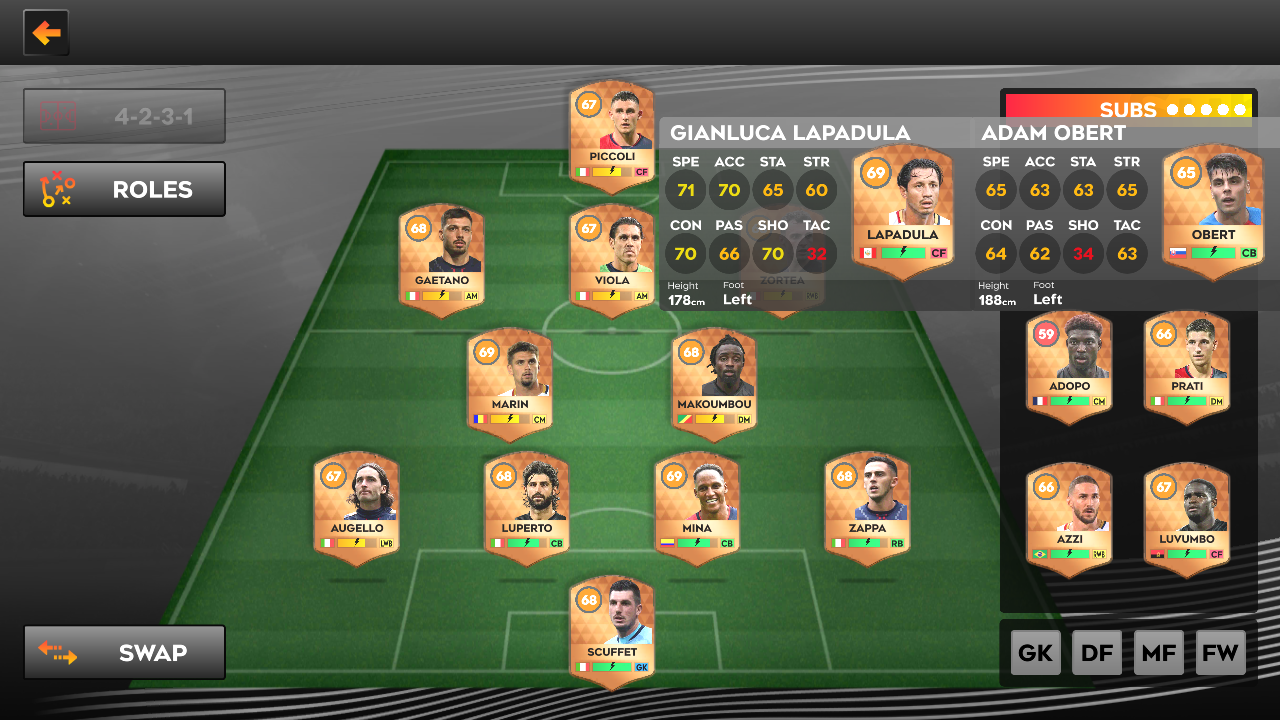 4-2-3-1
ROLES
SWAP
67
PICCOLI
CF
68
GAETANO
AM
67
VIOLA
AM
ZORTEA
69
MARIN
CM
68
MAKOUMBOU
DM
67
AUGELLO
LWB
68
LUPERTO
CB
69
MINA
CB
68
ZAPPA
RB
68
SCUFFET
GK
GIANLUCA LAPADULA
SPE ACC STA STR
71 70 65 60
CON PAS SHO TAC
70 66 70 32
Height Foot
178cm Left
69
LAPADULA
CF
SUBS
ADAM OBERT
SPE ACC STA STR
65 63 63 65
CON PAS SHO TAC
64 62 34 63
Height Foot
188cm Left
65
OBERT
CB
59
ADOPO
CM
66
PRATI
DM
66
AZZI
RWB
67
LUVUMBO
CF
GK DF MF FW